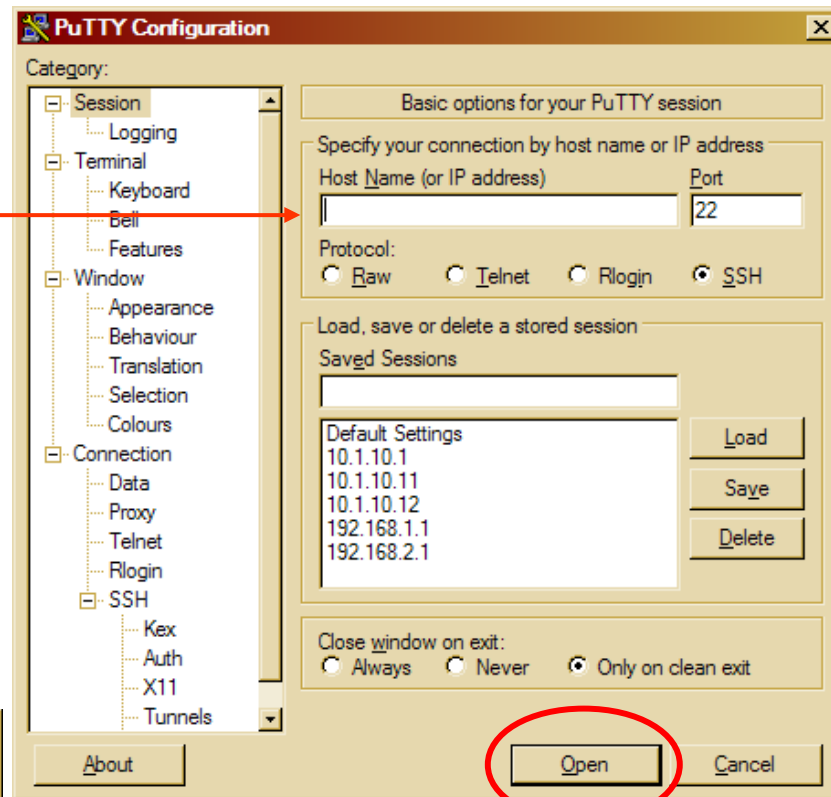 PuTTY Configuration
Category:
Session
Logging
Terminal
Keyboard
Bell
Features
Window
Appearance
Behaviour
Translation
Selection
Colours
Connection
Data
Proxy
Telnet
Rlogin
SSH
Kex
Auth
X11
Tunnels
Basic options for your PuTTY session
Specify your connection by host name or IP address
Host Name (or IP address) Port
22
Protocol:
Raw Telnet Rlogin SSH
Load, save or delete a stored session
Saved Sessions
Default Settings
10.1.10.1
10.1.10.11
10.1.10.12
192.168.1.1
192.168.2.1
Load
Save
Delete
Close window on exit:
Always Never Only on clean exit
About Open Cancel